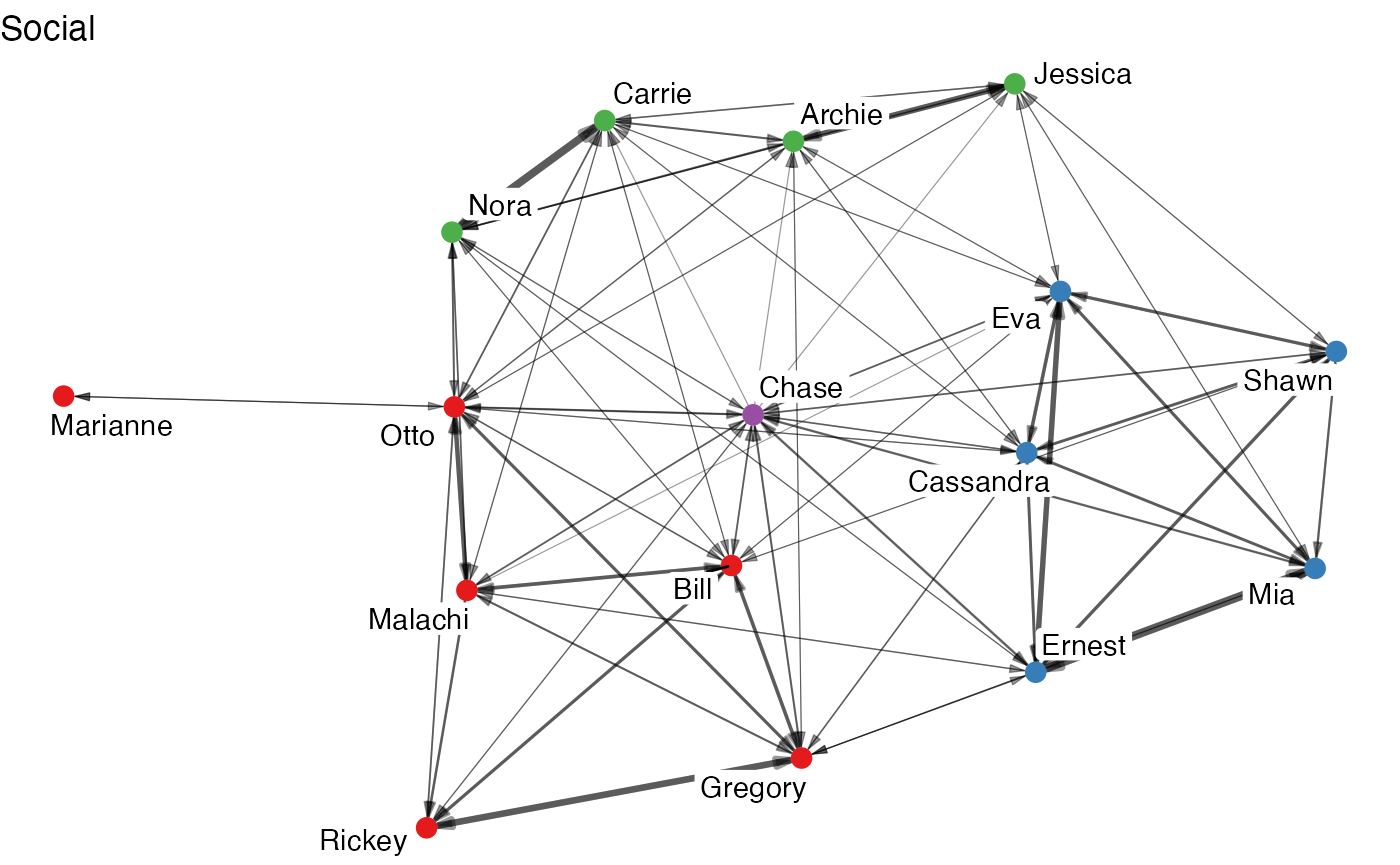 Social
Jessica
Carrie
Archie
Nora
Eva
Shawn
Chase
Marianne
Otto
Cassandra
Bill
Mia
Malachi
Ernest
Gregory
Rickey